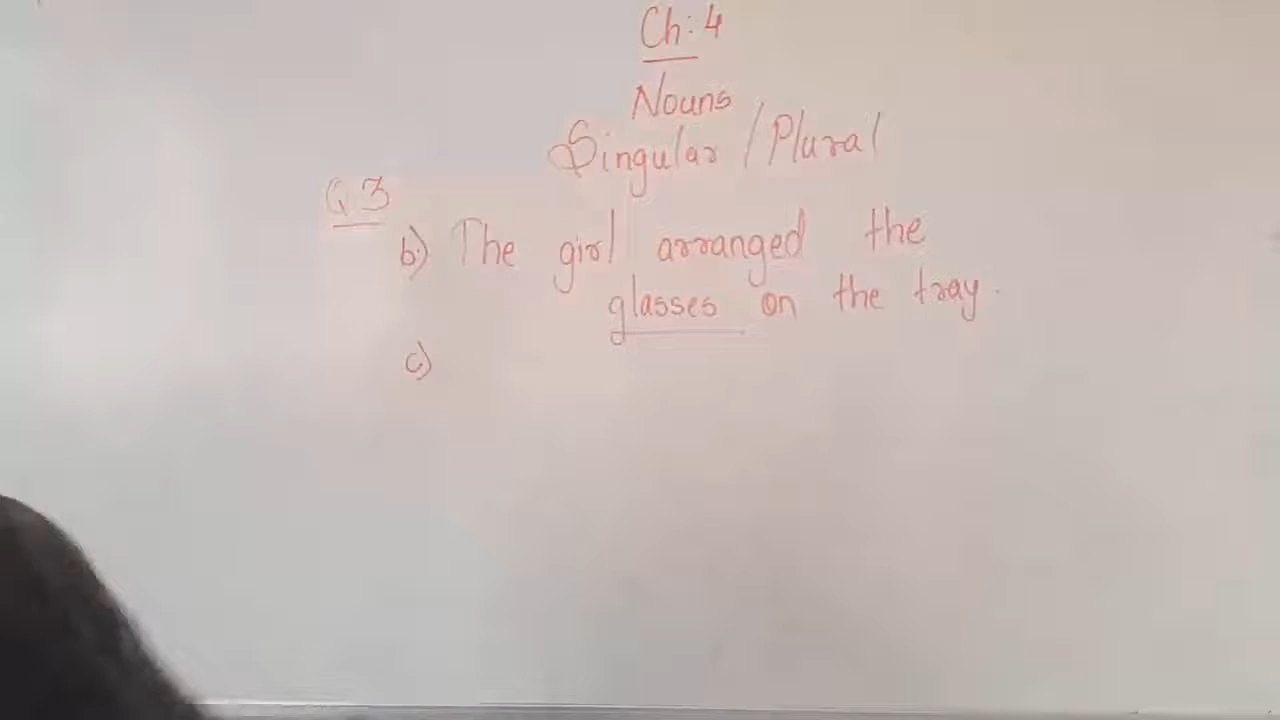 Ch: 4
Nouns
Singular / Plural
Q.3
b) The girl arranged the
glasses on the tray.
c)